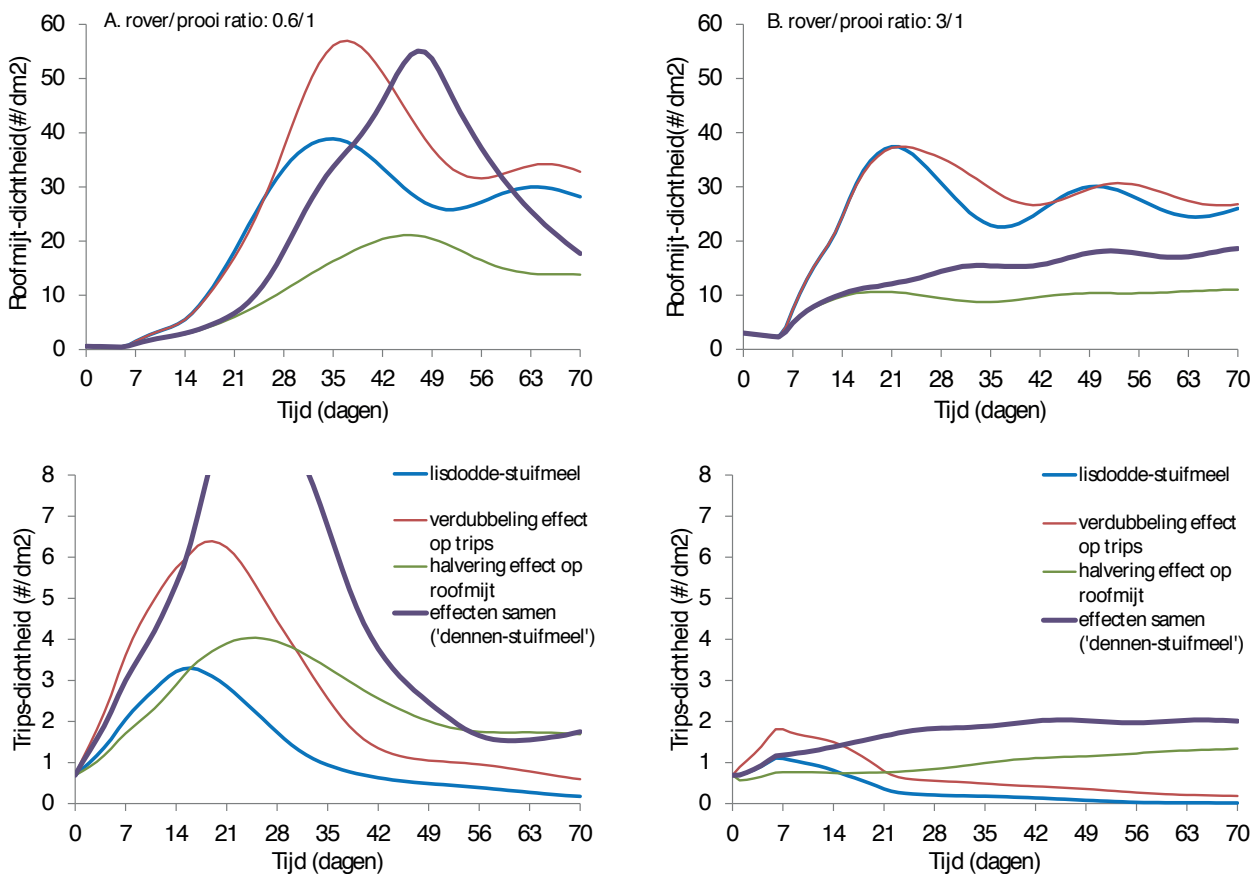 A. rover/prooi ratio: 0.6/1
Roofmijt-dichtheid(#/dm2)
60
50
40
30
20
10
0
0 7 14 21 28 35 42 49 56 63 70
Tijd (dagen)
B. rover/prooi ratio: 3/1
Roofmijt-dichtheid(#/dm2)
60
50
40
30
20
10
0
0 7 14 21 28 35 42 49 56 63 70
Tijd (dagen)
Trips-dichtheid (#/dm2)
8
7
6
5
4
3
2
1
0
0 7 14 21 28 35 42 49 56 63 70
Tijd (dagen)
lisdodde-stuifmeel
verdubbeling effect
op trips
halvering effect op
roofmijt
effecten samen
('dennen-stuifmeel')
Trips-dichtheid (#/dm2)
8
7
6
5
4
3
2
1
0
0 7 14 21 28 35 42 49 56 63 70
Tijd (dagen)
lisdodde-stuifmeel
verdubbeling effect
op trips
halvering effect op
roofmijt
effecten samen
('dennen-stuifmeel')